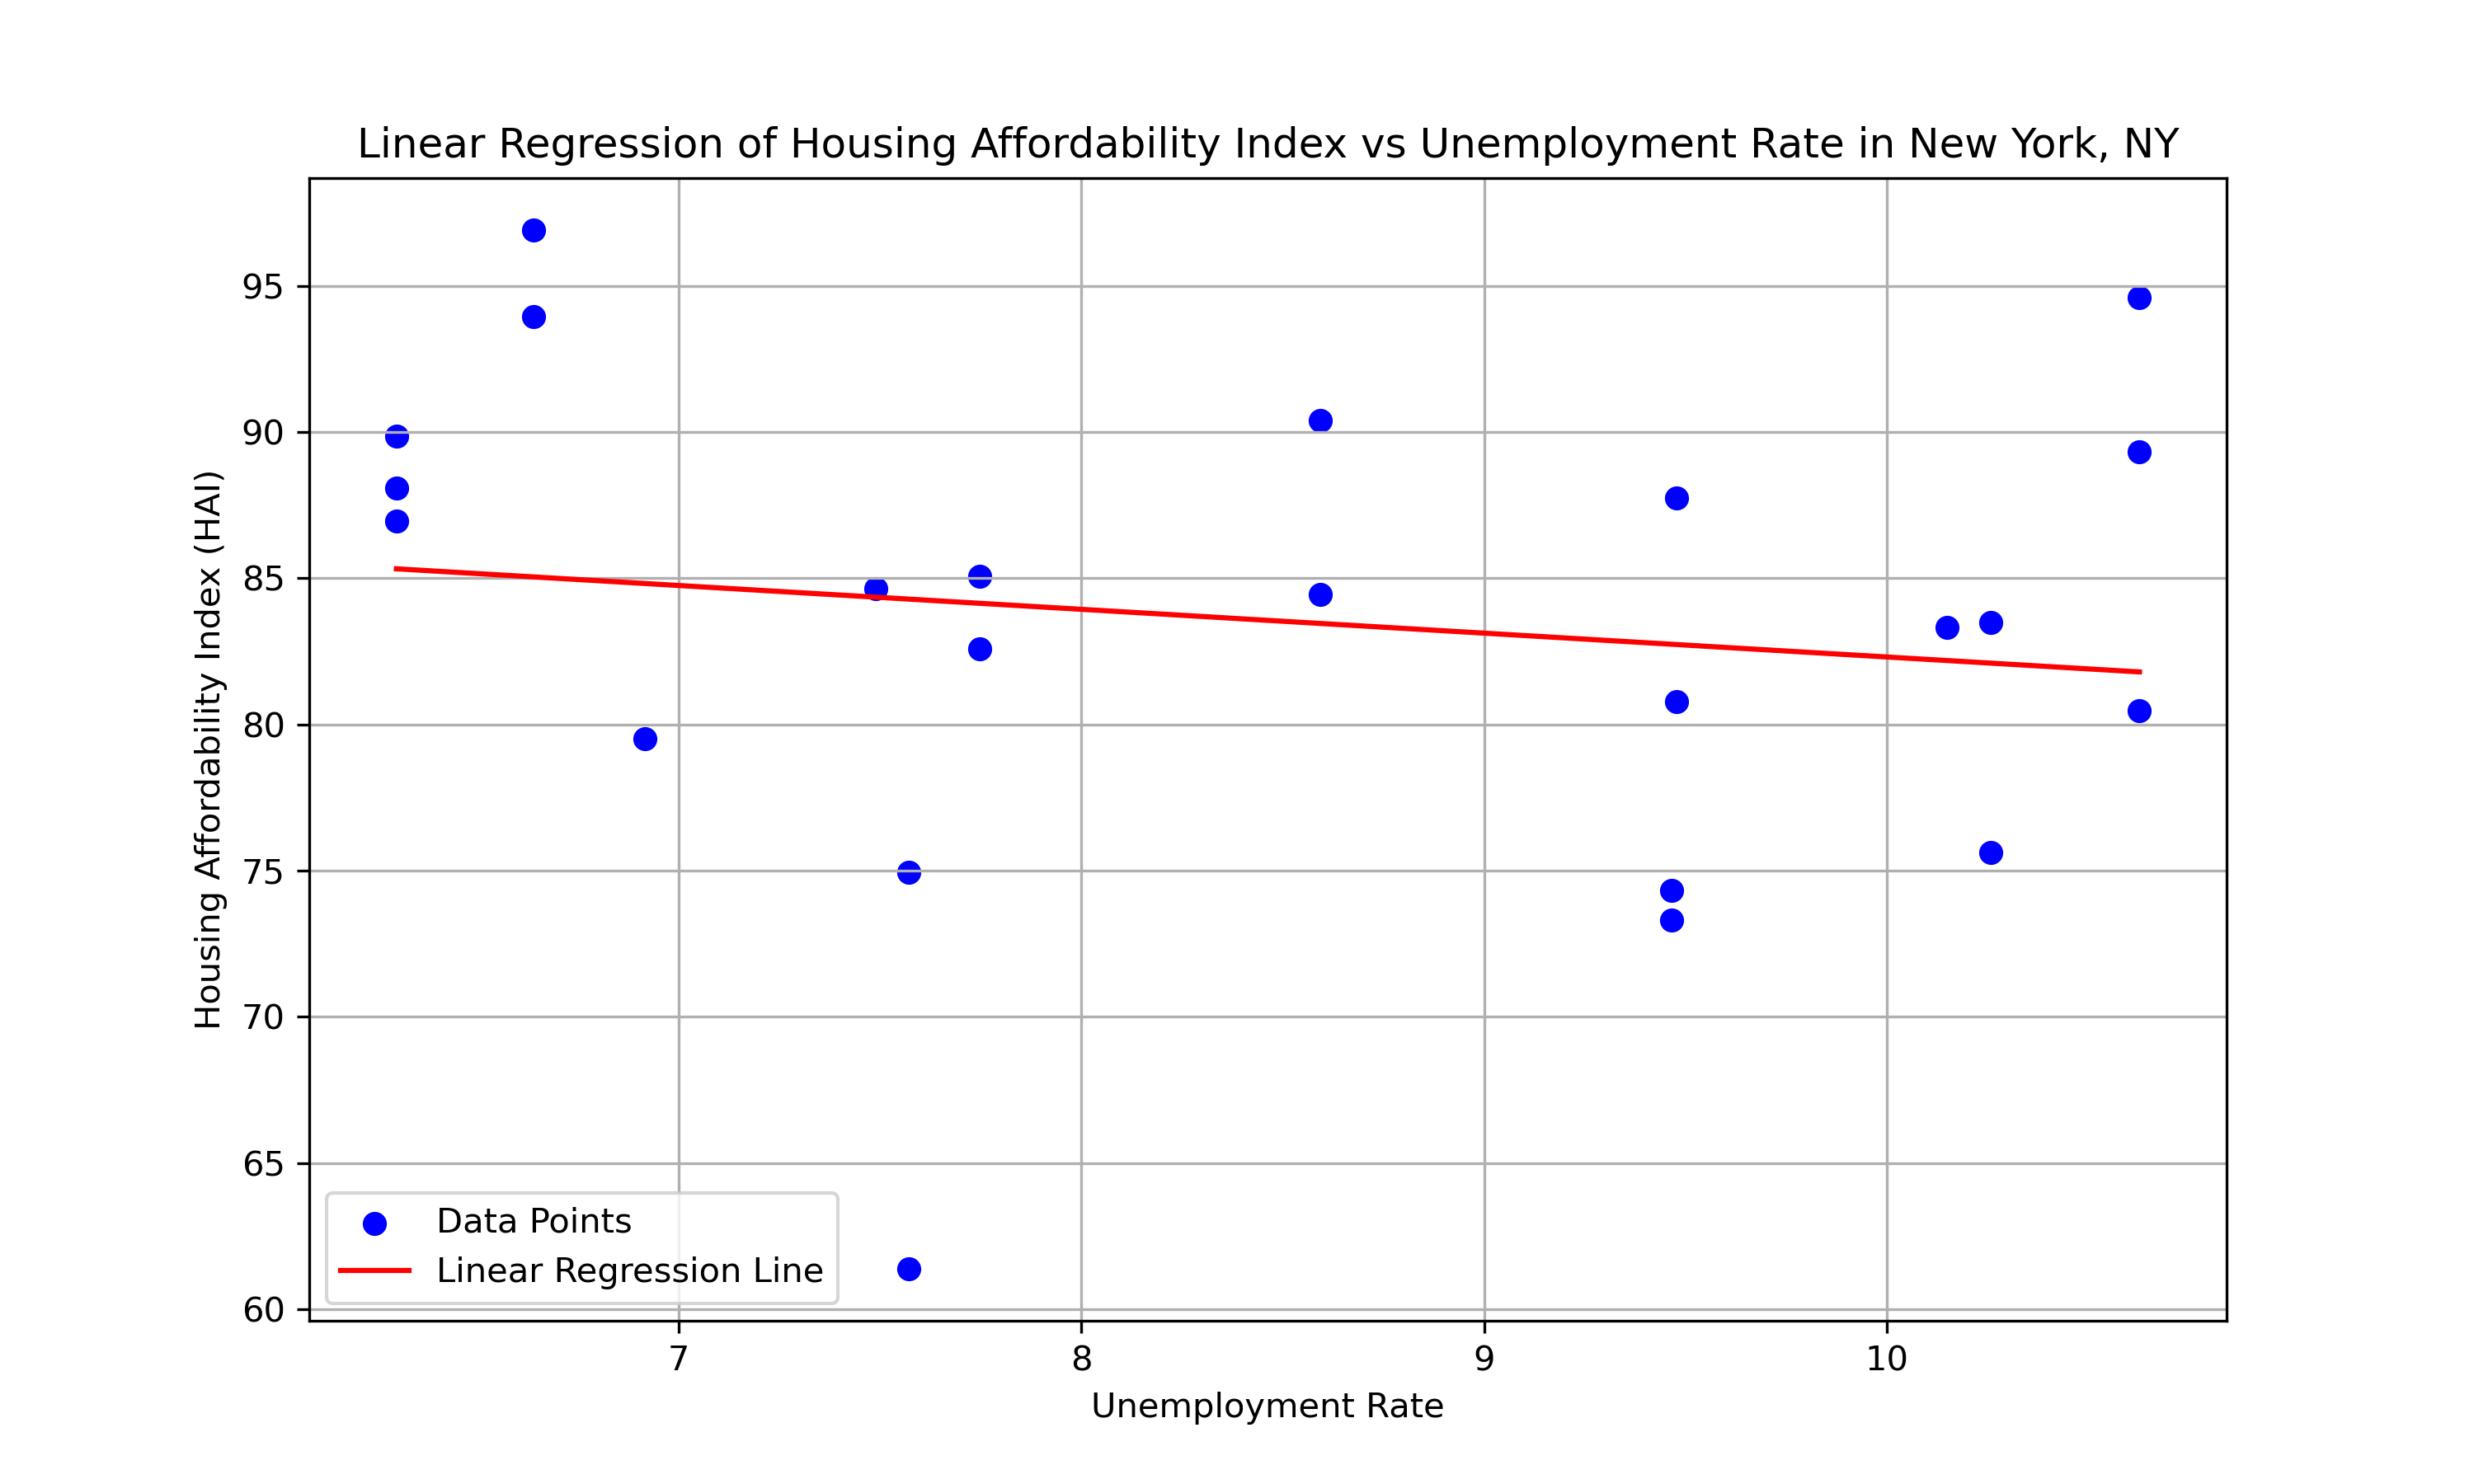 Linear Regression of Housing Affordability Index vs Unemployment Rate in New York, NY
Housing Affordability Index (HAI)
95
90
85
80
75
70
65
60
Data Points
Linear Regression Line
7
8
9
10
Unemployment Rate